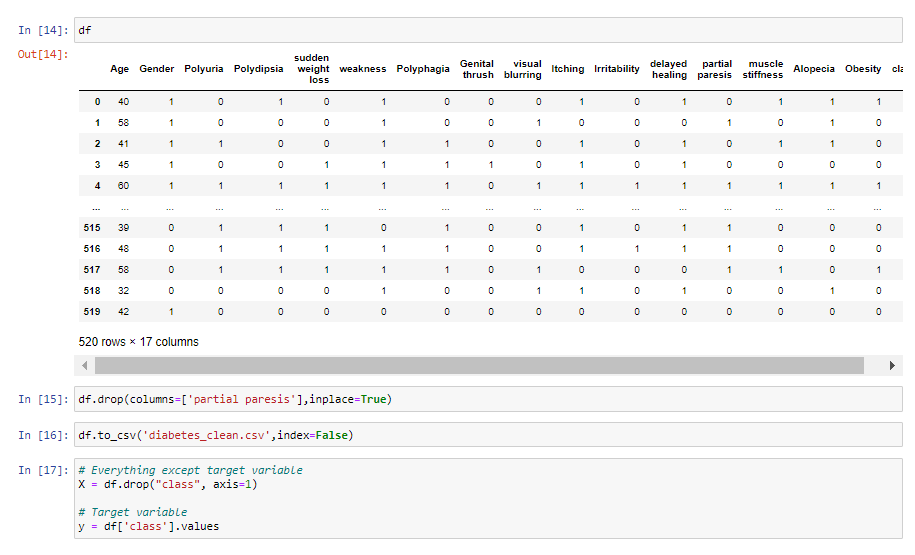 In [14]: df
Out[14]:
Age Gender Polyuria Polydipsia sudden weight loss weakness Polyphagia Genital thrush visual blurring Itching Irritability delayed healing partial paresis muscle stiffness Alopecia Obesity cla
0 40 1 0 1 0 1 0 0 0 1 0 1 0 1 1 1
1 58 1 0 0 0 1 0 0 1 0 0 0 1 0 1 0
2 41 1 1 0 0 1 1 0 0 1 0 1 0 1 1 0
3 45 1 0 0 1 1 1 1 0 1 0 1 0 0 0 0
4 60 1 1 1 1 1 1 0 1 1 1 1 1 1 1 1
... ... ... ... ... ... ... ... ... ... ... ... ... ... ... ... ...
515 39 0 1 1 1 0 1 0 0 1 0 1 1 0 0 0
516 48 0 1 1 1 1 1 0 0 1 1 1 1 0 0 0
517 58 0 1 1 1 1 1 0 1 0 0 0 1 1 0 1
518 32 0 0 0 0 1 0 0 1 1 0 1 0 0 1 0
519 42 1 0 0 0 0 0 0 0 0 0 0 0 0 0 0
520 rows × 17 columns
In [15]: df.drop(columns=['partial paresis'],inplace=True)
In [16]: df.to_csv('diabetes_clean.csv',index=False)
In [17]: # Everything except target variable
X = df.drop("class", axis=1)
# Target variable
y = df['class'].values